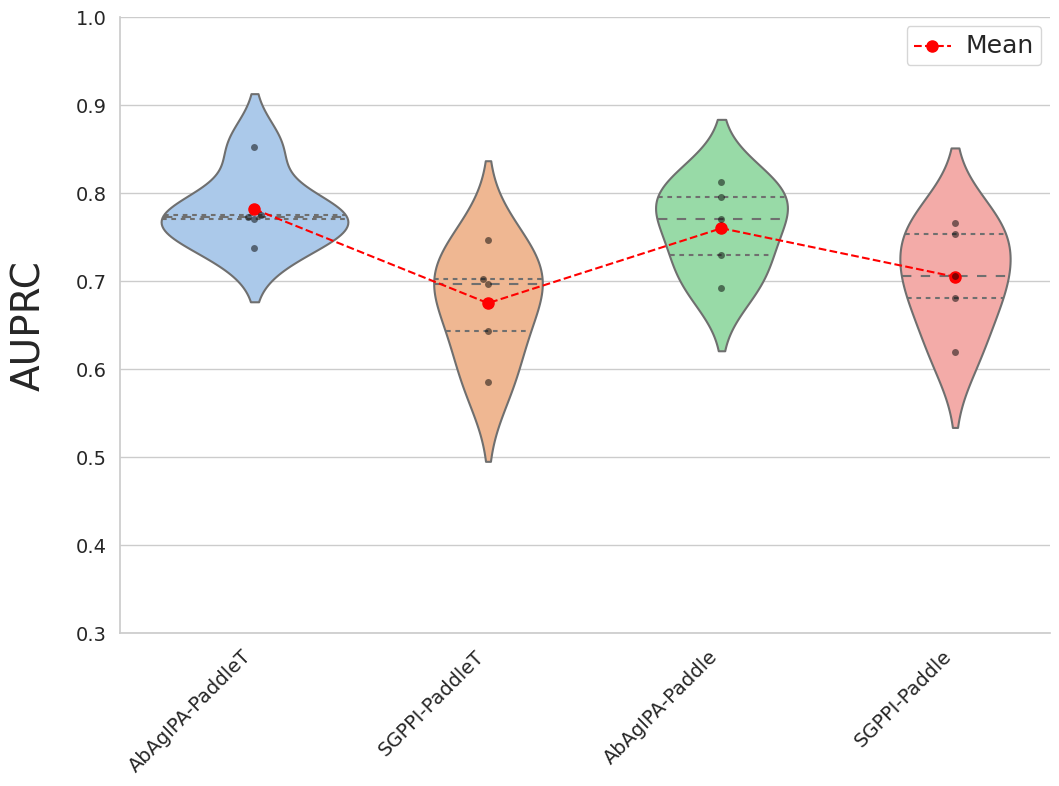 1.0
0.9
0.8
0.7
0.6
0.5
0.4
0.3
AUPRC
Mean
AbAgIPA-PaddleT
SGPPI-PaddleT
AbAgIPA-Paddle
SGPPI-Paddle